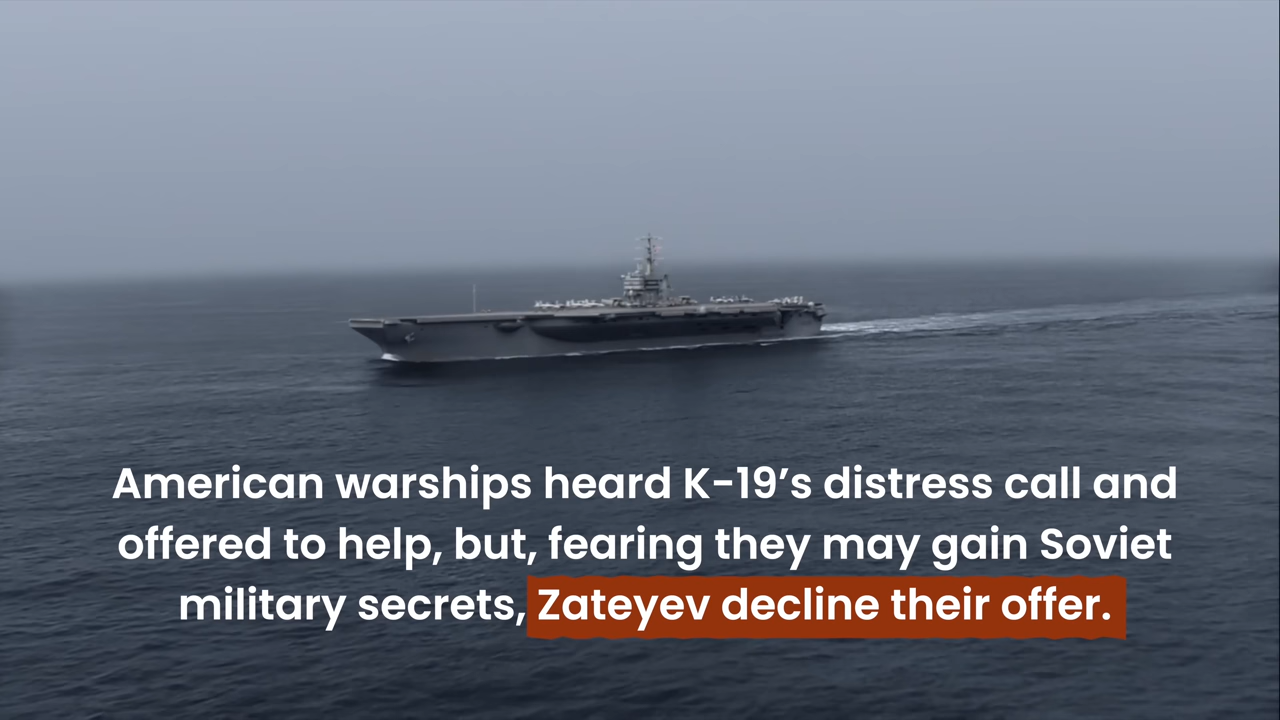 American warships heard K-19’s distress call and
offered to help, but, fearing they may gain Soviet
military secrets, Zateyev decline their offer.